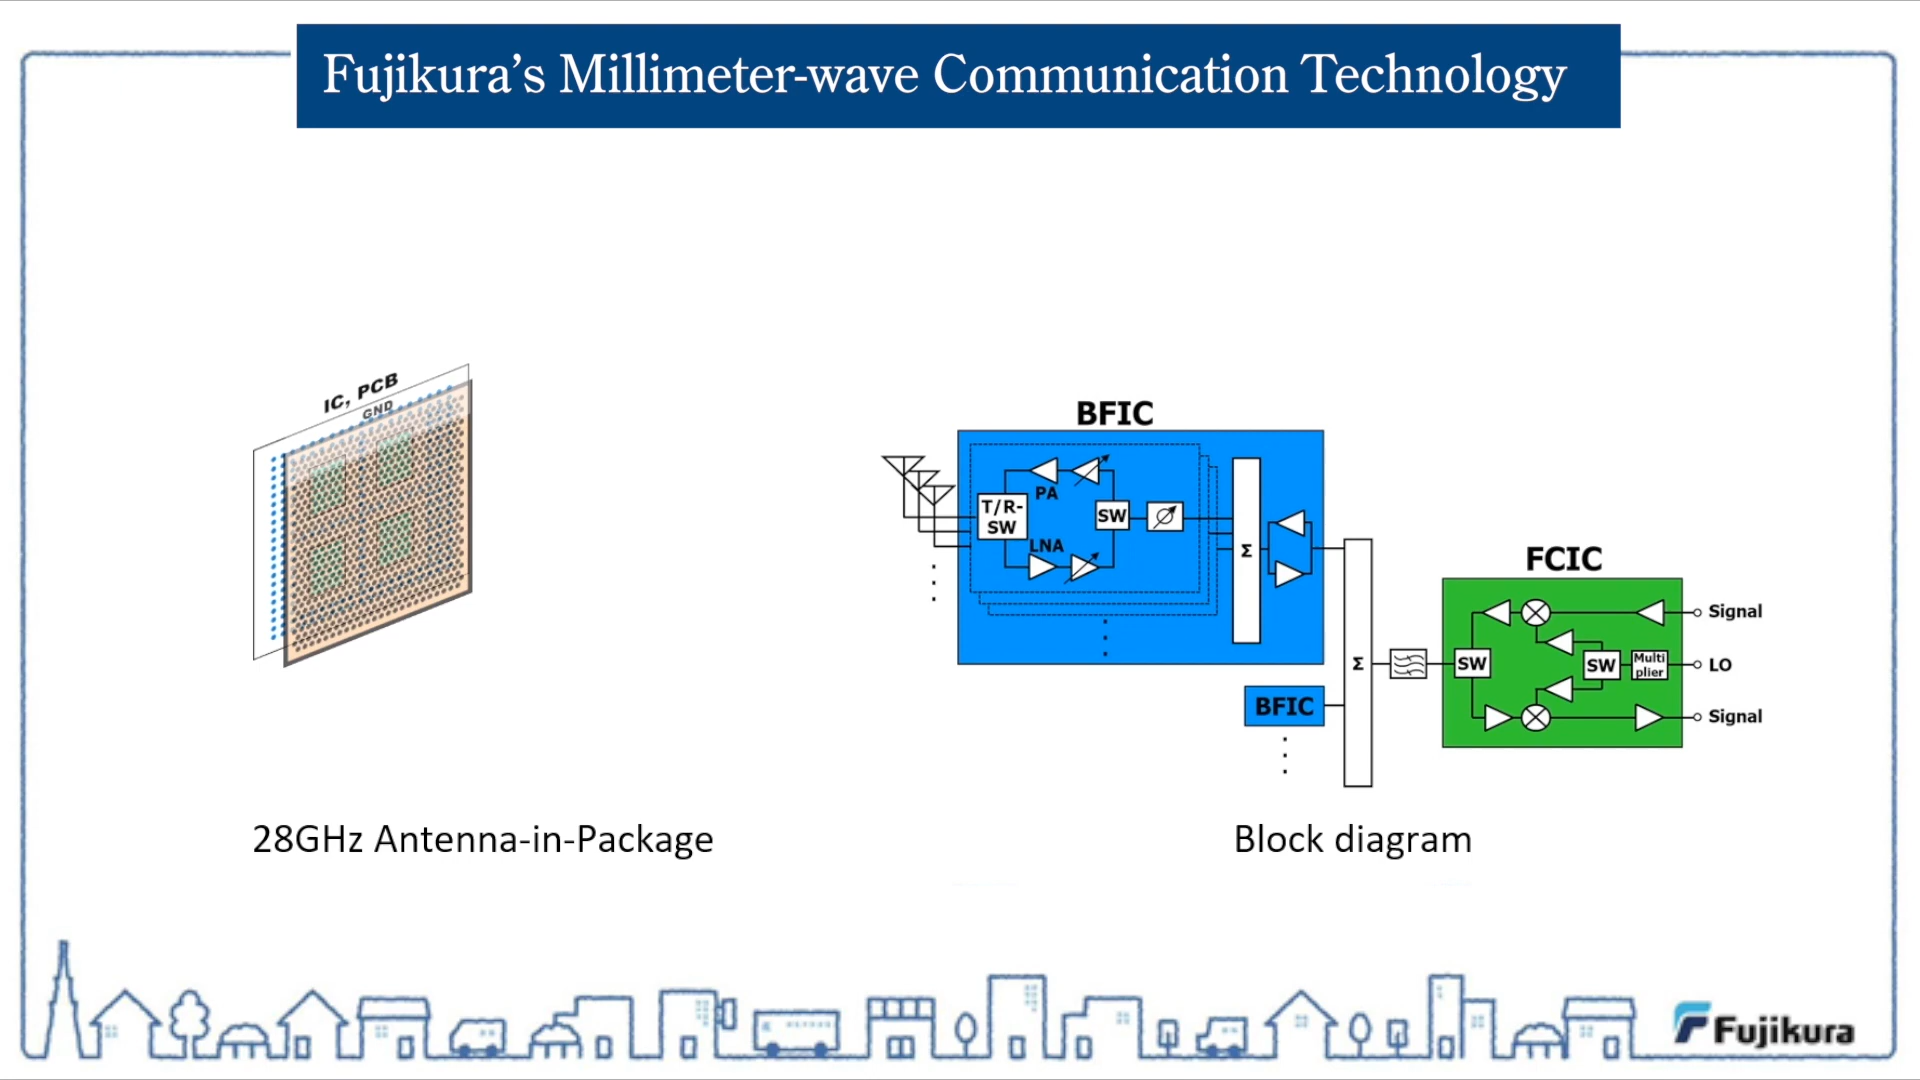 Fujikura’s Millimeter-wave Communication Technology
IC, PCB
GND
28GHz Antenna-in-Package
BFIC
PA
T/R-
SW
SW
LNA
Σ
BFIC
Σ
FCIC
SW
SW
Multi
plier
Signal
LO
Signal
Block diagram
Fujikura